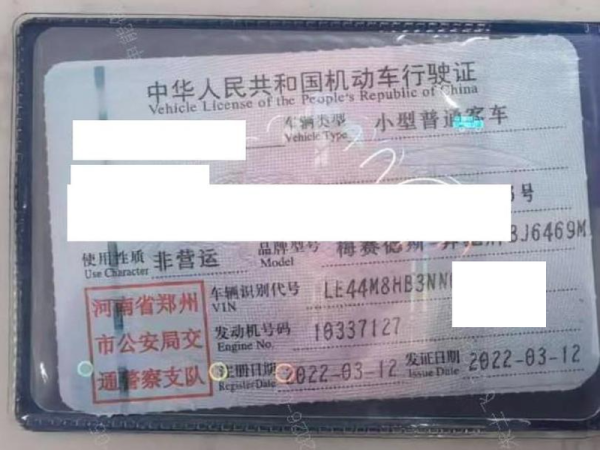 中华人民共和国机动车行驶证
Vehicle License of the People's Republic of China
车辆类型 小型普通客车
Vehicle Type
号
使用性质 非营运 品牌型号 梅赛德斯 BJ6469M
Use Character Model
河南省郑州
市公安局交
通警察支队
车辆识别代号 LE44M8HB3NN
VIN
发动机号码 10337127
Engine No.
注册日期 2022-03-12 发证日期 2022-03-12
Register Date Issue Date